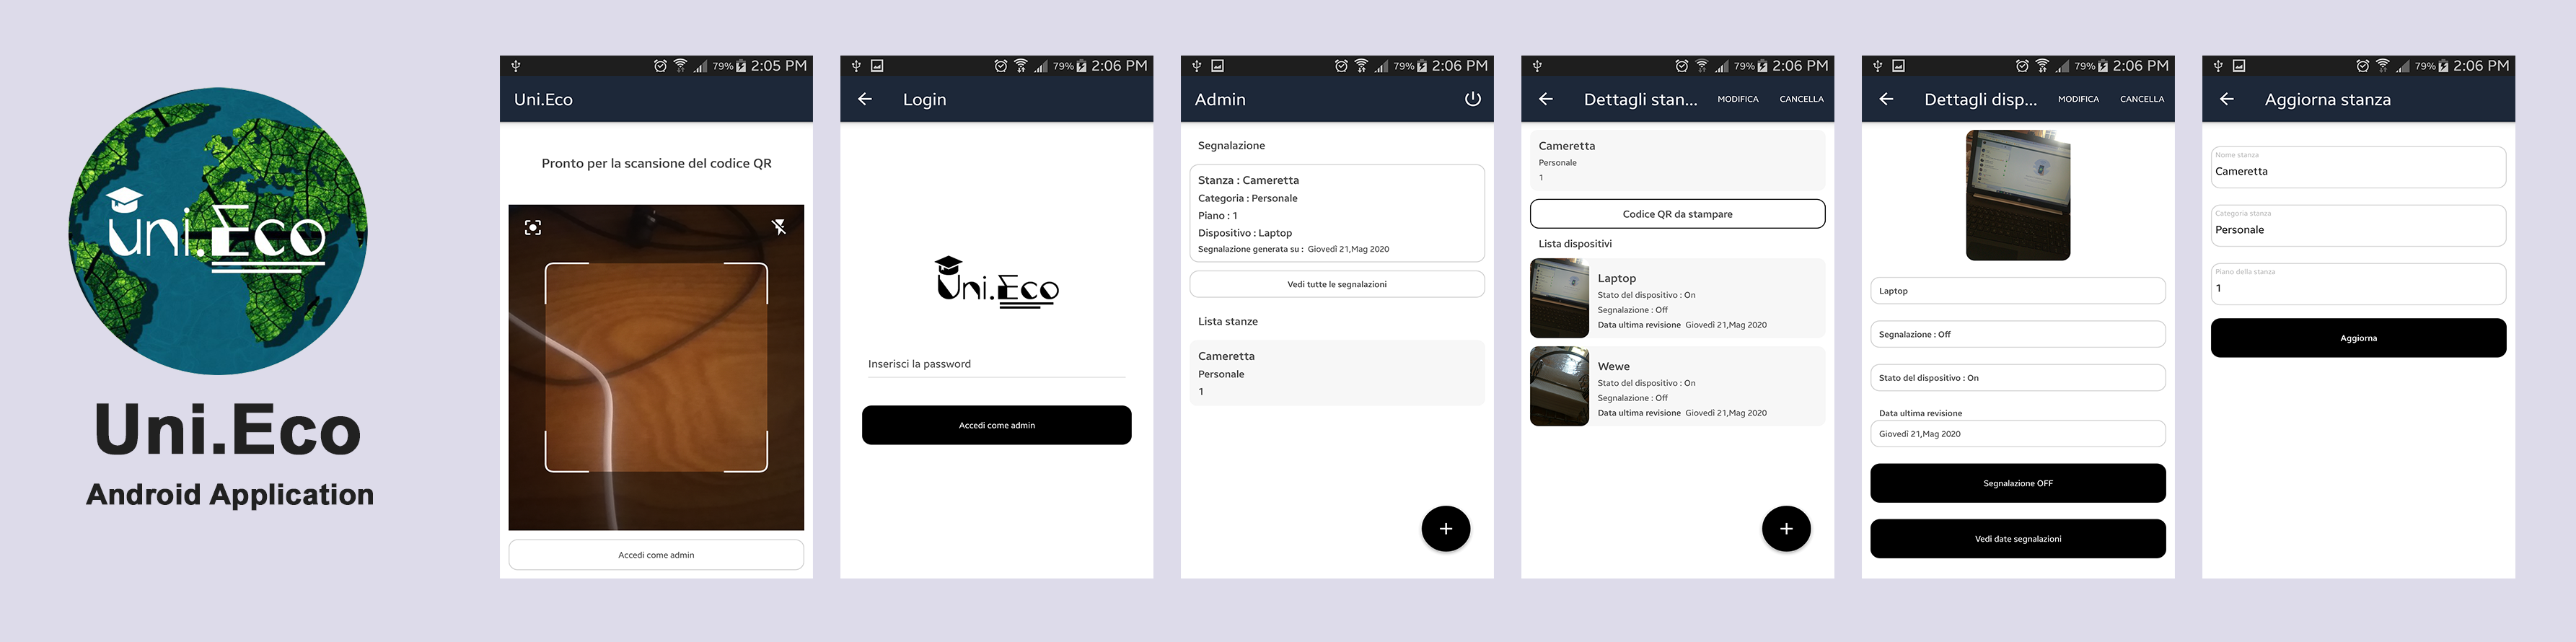 uni.Eco
Uni.Eco
Android Application
79% 2:05 PM
Uni.Eco
Pronto per la scansione del codice QR
Accedi come admin
79% 2:06 PM
Login
Uni.Eco
Inserisci la password
Accedi come admin
79% 2:06 PM
Admin
Segnalazione
Stanza : Cameretta
Categoria : Personale
Piano : 1
Dispositivo : Laptop
Segnalazione generata su : Giovedì 21,Mag 2020
Vedi tutte le segnalazioni
Lista stanze
Cameretta
Personale
1
+
79% 2:06 PM
Dettagli stan... MODIFICA CANCELLA
Cameretta
Personale
1
Codice QR da stampare
Lista dispositivi
Laptop
Stato del dispositivo : On
Segnalazione : Off
Data ultima revisione Giovedì 21,Mag 2020
Wewe
Stato del dispositivo : On
Segnalazione : Off
Data ultima revisione Giovedì 21,Mag 2020
+
79% 2:06 PM
Dettagli disp... MODIFICA CANCELLA
Laptop
Segnalazione : Off
Stato del dispositivo : On
Data ultima revisione
Giovedì 21,Mag 2020
Segnalazione OFF
Vedi date segnalazioni
79% 2:06 PM
Aggiorna stanza
Nome stanza
Cameretta
Categoria stanza
Personale
Piano della stanza
1
Aggiorna